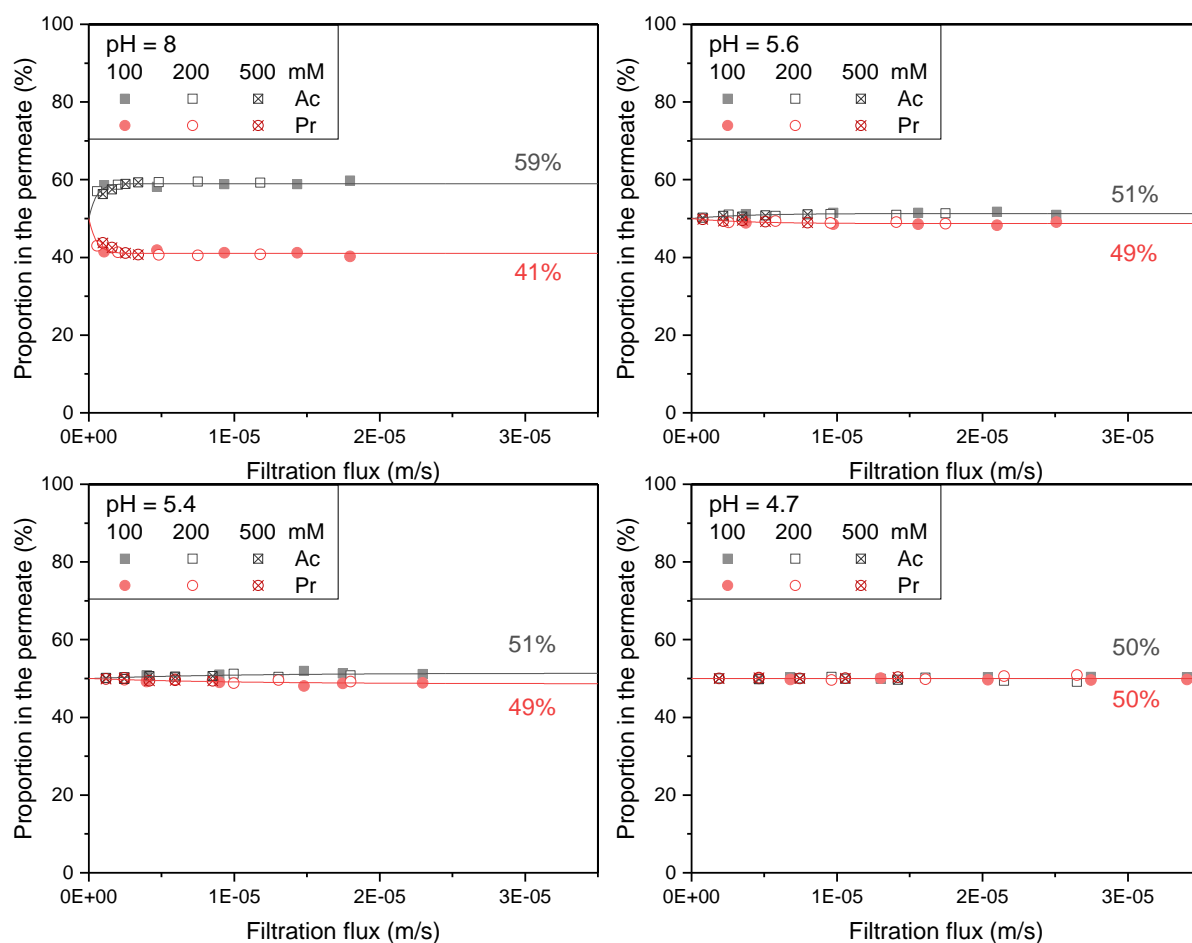 Proportion in the permeate (%)
100
80
60
40
20
0
pH = 8
100 200 500 mM
Ac
Pr
59%
41%
0E+00 1E-05 2E-05 3E-05
Filtration flux (m/s)
Proportion in the permeate (%)
100
80
60
40
20
0
pH = 5.6
100 200 500 mM
Ac
Pr
51%
49%
0E+00 1E-05 2E-05 3E-05
Filtration flux (m/s)
Proportion in the permeate (%)
100
80
60
40
20
0
pH = 5.4
100 200 500 mM
Ac
Pr
51%
49%
0E+00 1E-05 2E-05 3E-05
Filtration flux (m/s)
Proportion in the permeate (%)
100
80
60
40
20
0
pH = 4.7
100 200 500 mM
Ac
Pr
50%
50%
0E+00 1E-05 2E-05 3E-05
Filtration flux (m/s)